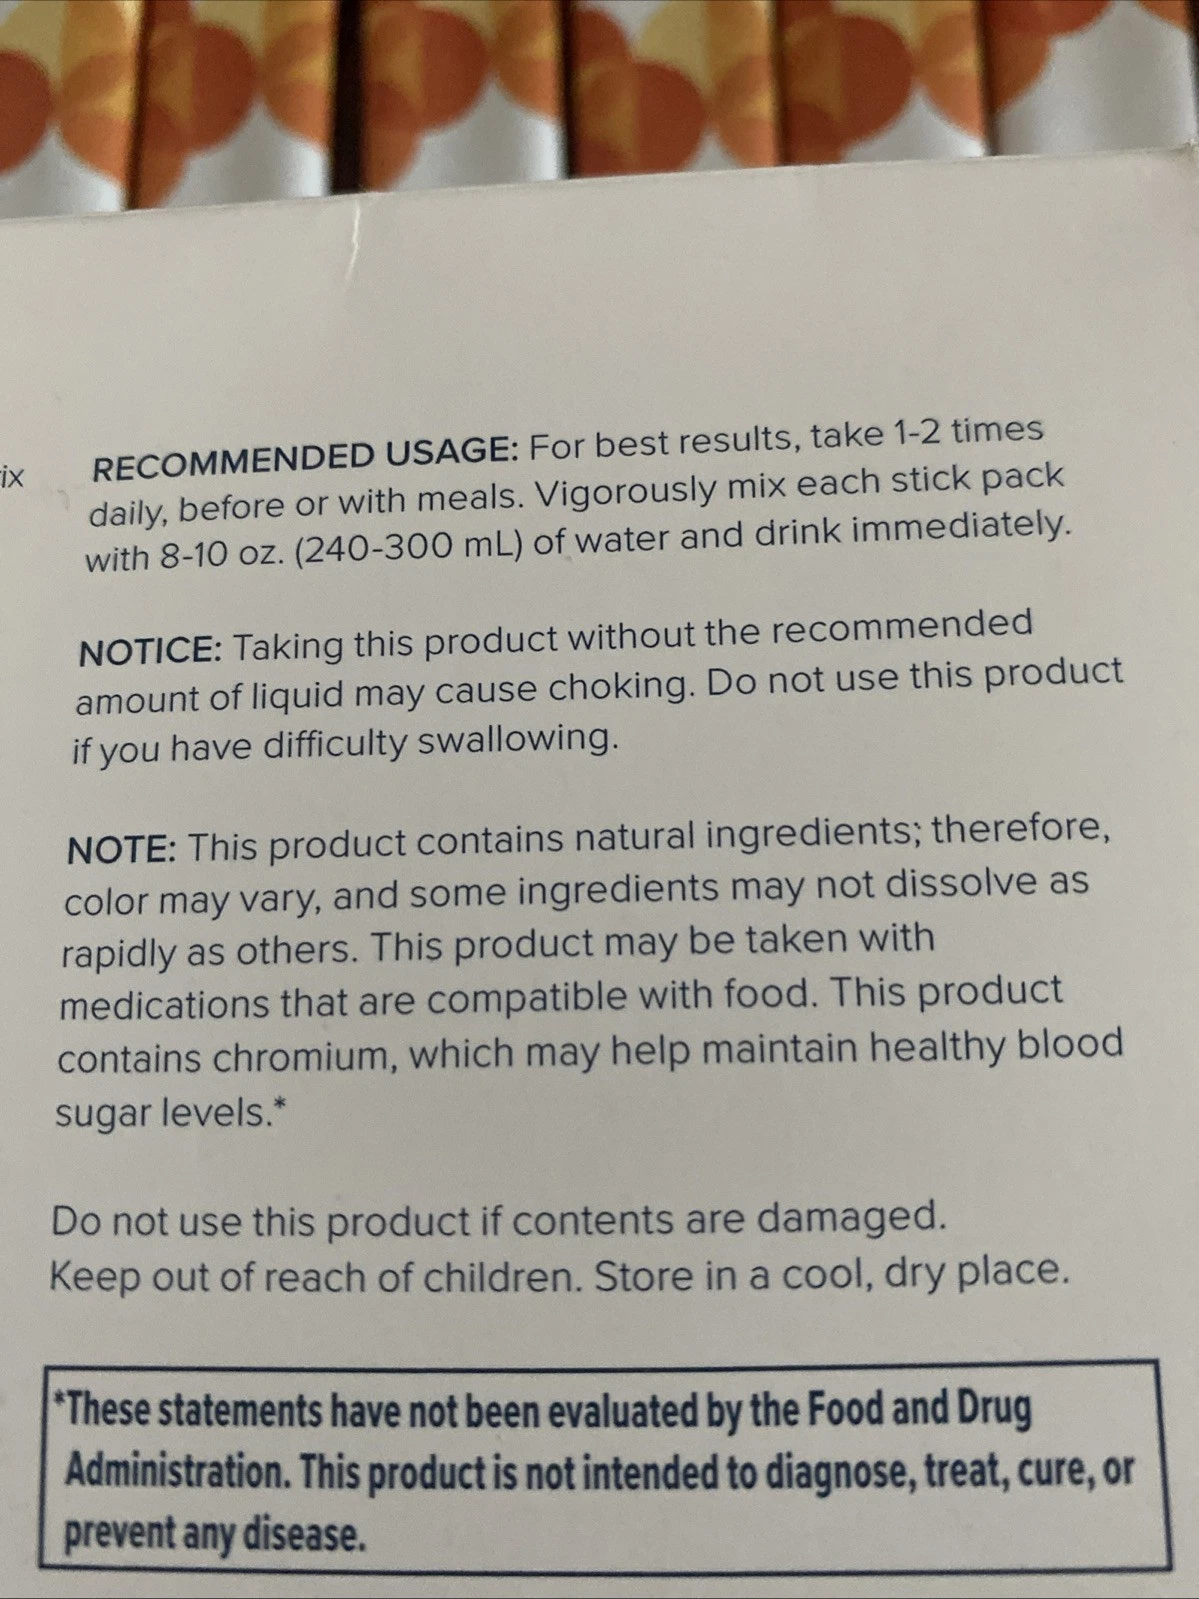 ix
RECOMMENDED USAGE: For best results, take 1-2 times
daily, before or with meals. Vigorously mix each stick pack
with 8-10 oz. (240-300 mL) of water and drink immediately.
NOTICE: Taking this product without the recommended
amount of liquid may cause choking. Do not use this product
if you have difficulty swallowing.
NOTE: This product contains natural ingredients; therefore,
color may vary, and some ingredients may not dissolve as
rapidly as others. This product may be taken with
medications that are compatible with food. This product
contains chromium, which may help maintain healthy blood
sugar levels.*
Do not use this product if contents are damaged.
Keep out of reach of children. Store in a cool, dry place.
*These statements have not been evaluated by the Food and Drug
Administration. This product is not intended to diagnose, treat, cure, or
prevent any disease.